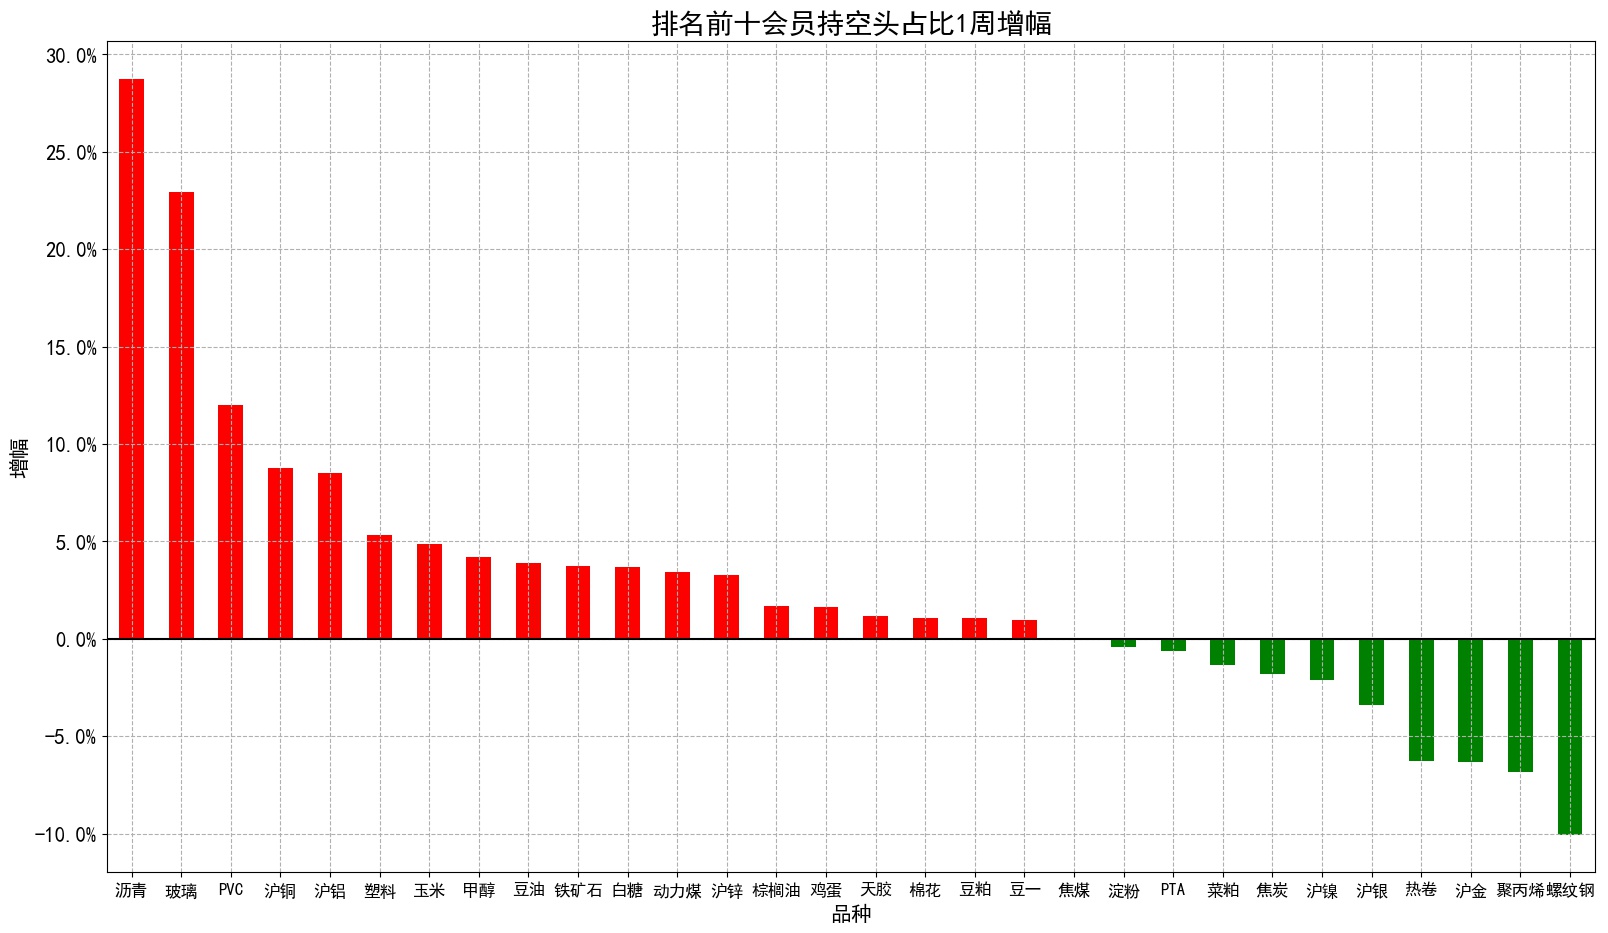 排名前十会员持空头占比1周增幅
30.0%
25.0%
20.0%
15.0%
10.0%
5.0%
0.0%
-5.0%
-10.0%
增幅
沥青 玻璃 PVC 沪铜 沪铝 塑料 玉米 甲醇 豆油 铁矿石 白糖 动力煤 沪锌 棕榈油 鸡蛋 天胶 棉花 豆粕 豆一 焦煤 淀粉 PTA 菜粕 焦炭 沪镍 沪银 热卷 沪金 聚丙烯 螺纹钢
品种